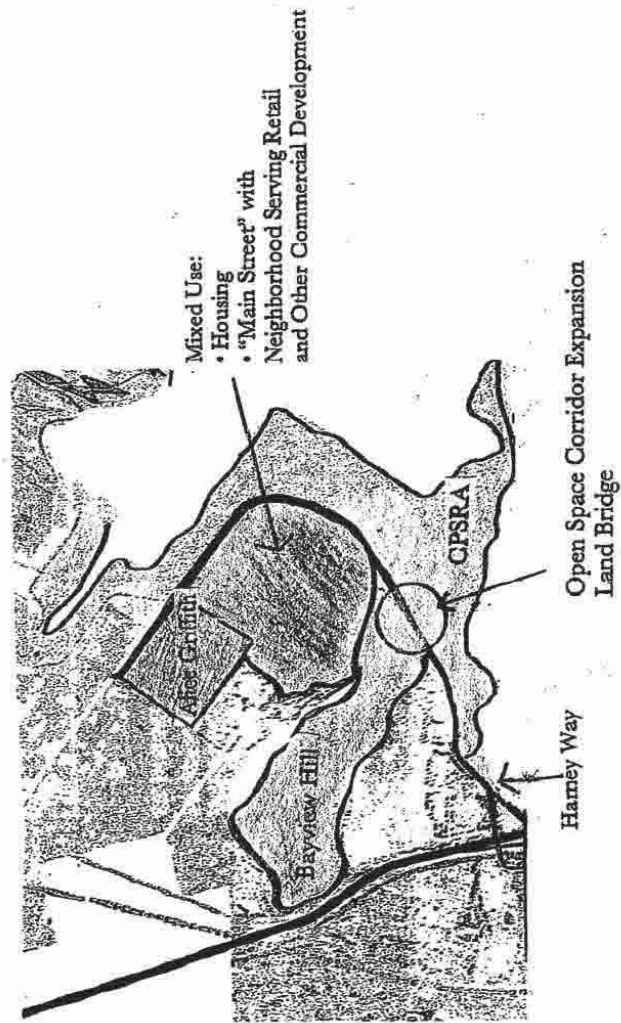 Mixed Use:
• Housing
• "Main Street" with
Neighborhood Serving Retail
and Other Commercial Development
Alice Griffith
Bayview Hill
CPSRA
Open Space Corridor Expansion
Land Bridge
Harney Way